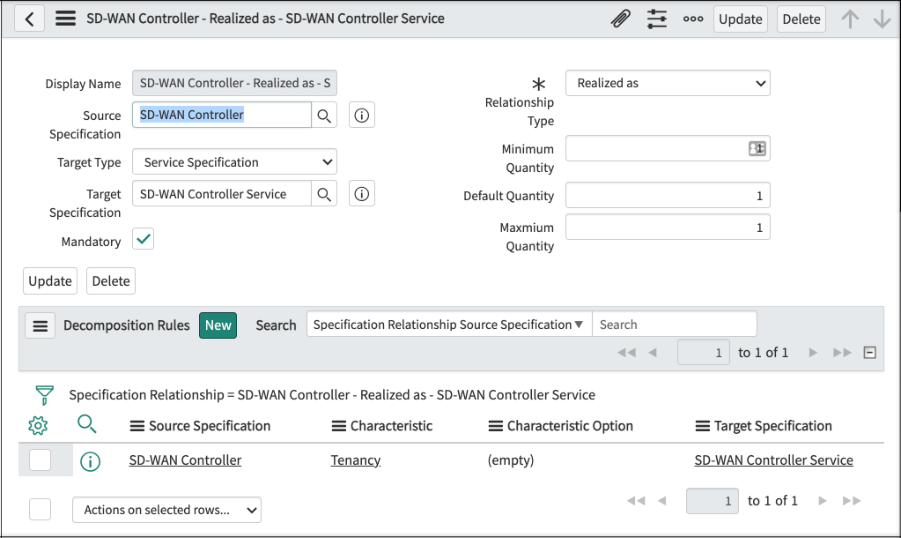 SD-WAN Controller - Realized as - SD-WAN Controller Service
Update
Delete
Display Name
SD-WAN Controller - Realized as - S
Source Specification
SD-WAN Controller
Target Type
Service Specification
Target Specification
SD-WAN Controller Service
Mandatory
Relationship Type
Realized as
Minimum Quantity
1
Default Quantity
1
Maxmium Quantity
1
Update
Delete
Decomposition Rules
New
Search
Specification Relationship Source Specification
Search
1 to 1 of 1
Specification Relationship = SD-WAN Controller - Realized as - SD-WAN Controller Service
Source Specification
Characteristic
Characteristic Option
Target Specification
SD-WAN Controller
Tenancy
(empty)
SD-WAN Controller Service
Actions on selected rows...
1 to 1 of 1